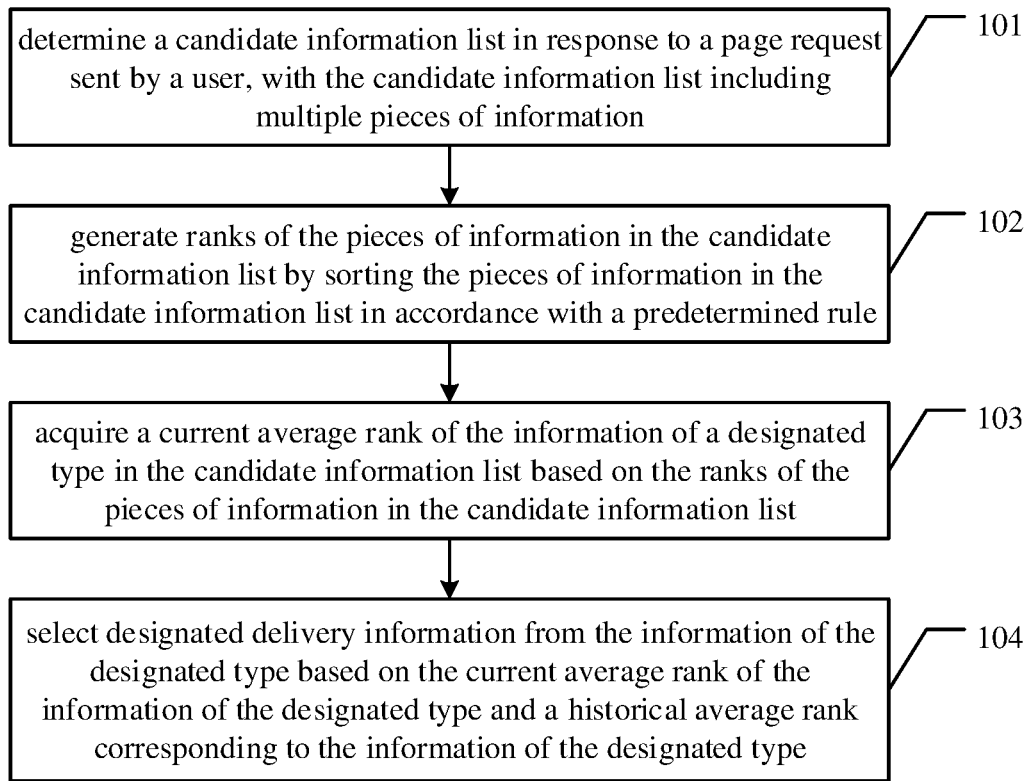 determine a candidate information list in response to a page request
sent by a user, with the candidate information list including
multiple pieces of information
101
generate ranks of the pieces of information in the candidate
information list by sorting the pieces of information in the
candidate information list in accordance with a predetermined rule
102
acquire a current average rank of the information of a designated
type in the candidate information list based on the ranks of the
pieces of information in the candidate information list
103
select designated delivery information from the information of the
designated type based on the current average rank of the
information of the designated type and a historical average rank
corresponding to the information of the designated type
104